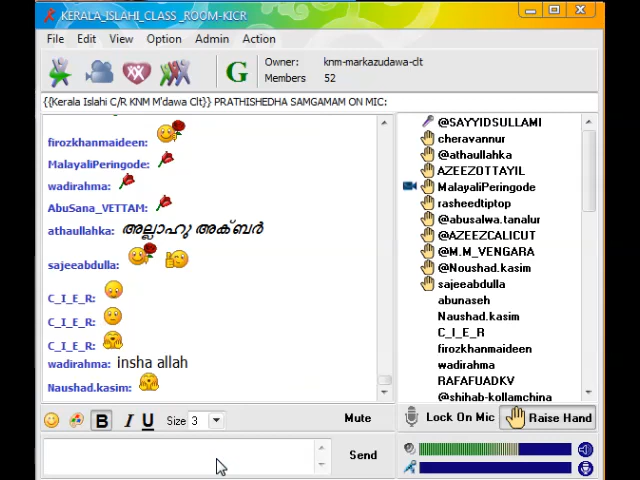 KERALA_ISLAHI_CLASS_ROOM-KICR
File Edit View Option Admin Action
G
Owner: knm-markazudawa-clt
Members 52
{{Kerala Islahi C/R KNM M'dawa Clt}} PRATHISHEDHA SAMGAMAM ON MIC:
firozkhanmaideen:
MalayaliPeringode:
wadirahma:
AbuSana_VETTAM:
athaullahka: അല്ലാഹു അക്ബർ
sajeeabdulla:
C_I_E_R:
C_I_E_R:
C_I_E_R:
wadirahma: insha allah
Naushad.kasim:
@SAYYIDSULLAMI
cheravannur
@athaullahka
AZEEZOTTAYIL
MalayaliPeringode
rasheedtiptop
@abusalwa.tanalur
@AZEEZCALICUT
@M.M_VENGARA
@Noushad.kasim
sajeeabdulla
abunaseh
Naushad.kasim
C_I_E_R
firozkhanmaideen
wadirahma
RAFAFUADKV
@shihab-kollamchina
B I U Size 3 Mute
Lock On Mic Raise Hand
Send